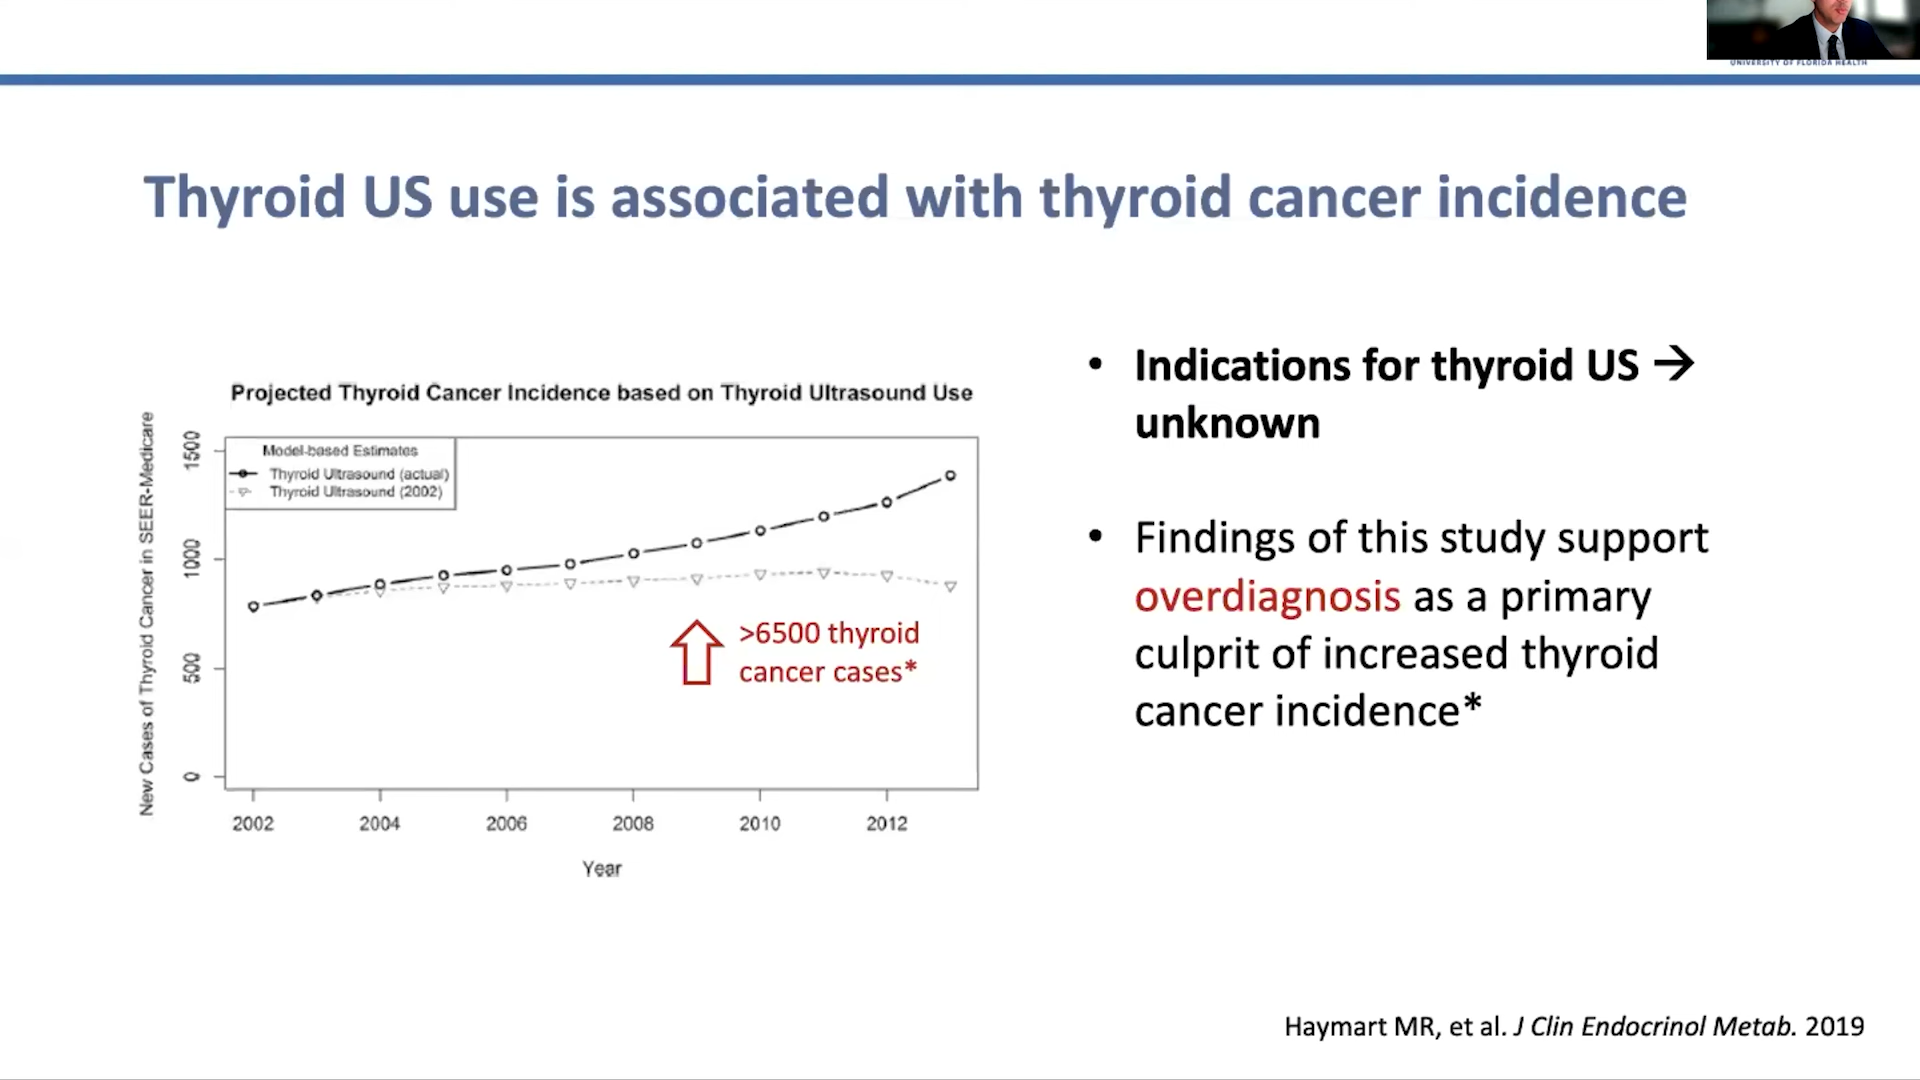 UNIVERSITY OF FLORIDA HEALTH
Thyroid US use is associated with thyroid cancer incidence
Projected Thyroid Cancer Incidence based on Thyroid Ultrasound Use
New Cases of Thyroid Cancer in SEER-Medicare
1500
1000
500
0
Model-based Estimates
Thyroid Ultrasound (actual)
Thyroid Ultrasound (2002)
>6500 thyroid
cancer cases*
2002 2004 2006 2008 2010 2012
Year
• Indications for thyroid US →
unknown
• Findings of this study support
overdiagnosis as a primary
culprit of increased thyroid
cancer incidence*
Haymart MR, et al. J Clin Endocrinol Metab. 2019